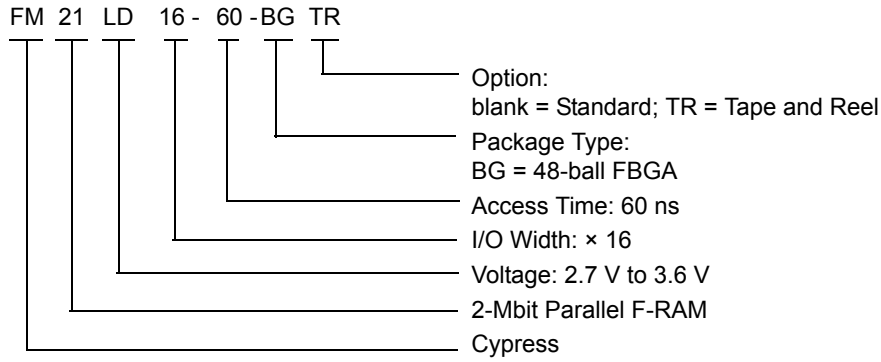 FM 21 LD 16 - 60 - BG TR
Option:
blank = Standard; TR = Tape and Reel
Package Type:
BG = 48-ball FBGA
Access Time: 60 ns
I/O Width: × 16
Voltage: 2.7 V to 3.6 V
2-Mbit Parallel F-RAM
Cypress